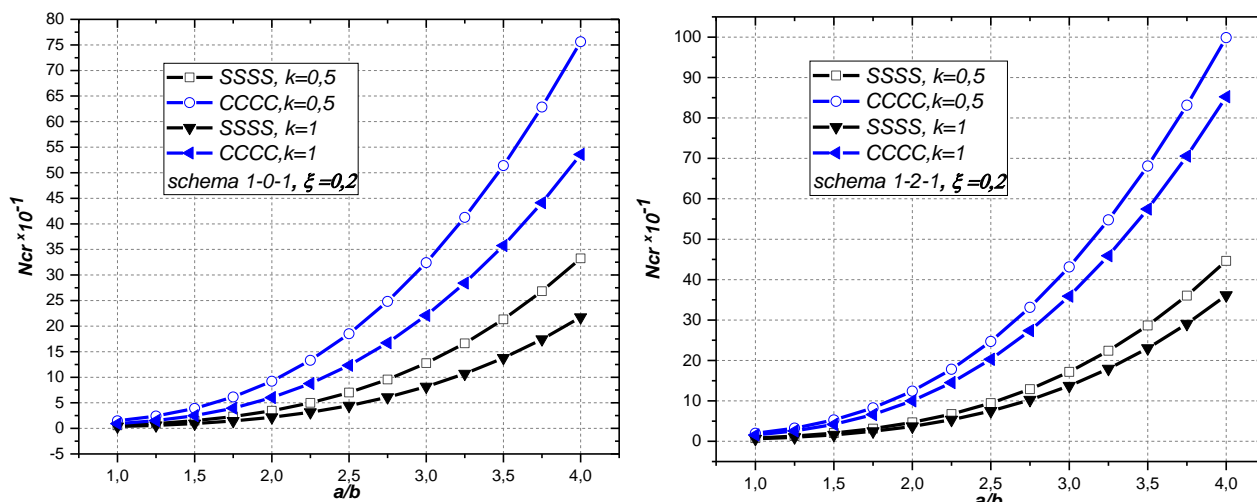 80
75
70
65
60
55
50
45
40
35
30
25
20
15
10
5
0
-5
Ncr x10-1
SSSS, k=0,5
CCCC,k=0,5
SSSS, k=1
CCCC,k=1
schema 1-0-1, ξ=0,2
1,0 1,5 2,0 2,5 3,0 3,5 4,0
a/b
100
90
80
70
60
50
40
30
20
10
0
Ncr x10-1
SSSS, k=0,5
CCCC,k=0,5
SSSS, k=1
CCCC,k=1
schema 1-2-1, ξ=0,2
1,0 1,5 2,0 2,5 3,0 3,5 4,0
a/b